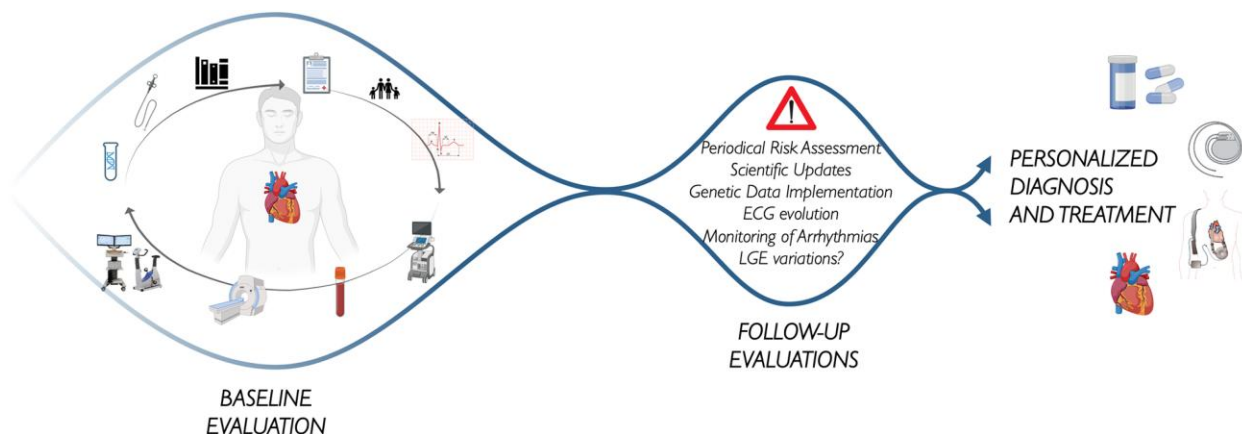 BASELINE
EVALUATION
Periodical Risk Assessment
Scientific Updates
Genetic Data Implementation
ECG evolution
Monitoring of Arrhythmias
LGE variations?
FOLLOW-UP
EVALUATIONS
PERSONALIZED
DIAGNOSIS
AND TREATMENT